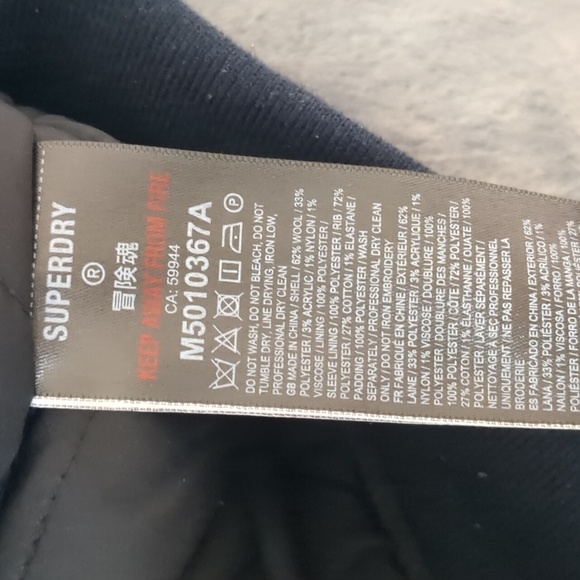 SUPERDRY
®
冒険魂
KEEP AWAY FROM FIRE
CA: 59944
M5010367A
P
DO NOT WASH, DO NOT BLEACH, DO NOT
TUMBLE DRY, LINE DRYING, IRON LOW,
PROFESSIONAL DRY CLEAN
GB MADE IN CHINA / SHELL / 62% WOOL / 33%
POLYESTER / 3% ACRYLIC / 1% NYLON / 1%
VISCOSE / LINING / 100% POLYESTER /
SLEEVE LINING / 100% POLYESTER / RIB / 72%
POLYESTER / 27% COTTON / 1% ELASTANE /
PADDING / 100% POLYESTER / WASH
SEPARATELY / PROFESSIONAL DRY CLEAN
ONLY / DO NOT IRON EMBROIDERY
FR FABRIQUÉ EN CHINE / EXTÉRIEUR / 62%
LAINE / 33% POLYESTER / 3% ACRYLIQUE / 1%
NYLON / 1% VISCOSE / DOUBLURE / 100%
POLYESTER / DOUBLURE DES MANCHES /
100% POLYESTER / CÔTE / 72% POLYESTER /
27% COTON / 1% ÉLASTHANNE / OUATE / 100%
POLYESTER / LAVER SÉPARÉMENT /
NETTOYAGE À SEC PROFESSIONNEL
UNIQUEMENT / NE PAS REPASSER LA
BRODERIE
ES FABRICADO EN CHINA / EXTERIOR / 62%
LANA / 33% POLIÉSTER / 3% ACRÍLICO / 1%
NAILON / 1% VISCOSA / FORRO / 100%
FORRO DE LA